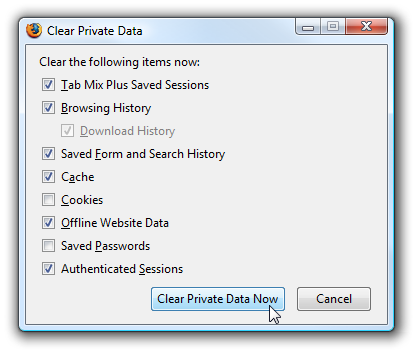 Clear Private Data
Clear the following items now:
Tab Mix Plus Saved Sessions
Browsing History
Download History
Saved Form and Search History
Cache
Cookies
Offline Website Data
Saved Passwords
Authenticated Sessions
Clear Private Data Now Cancel